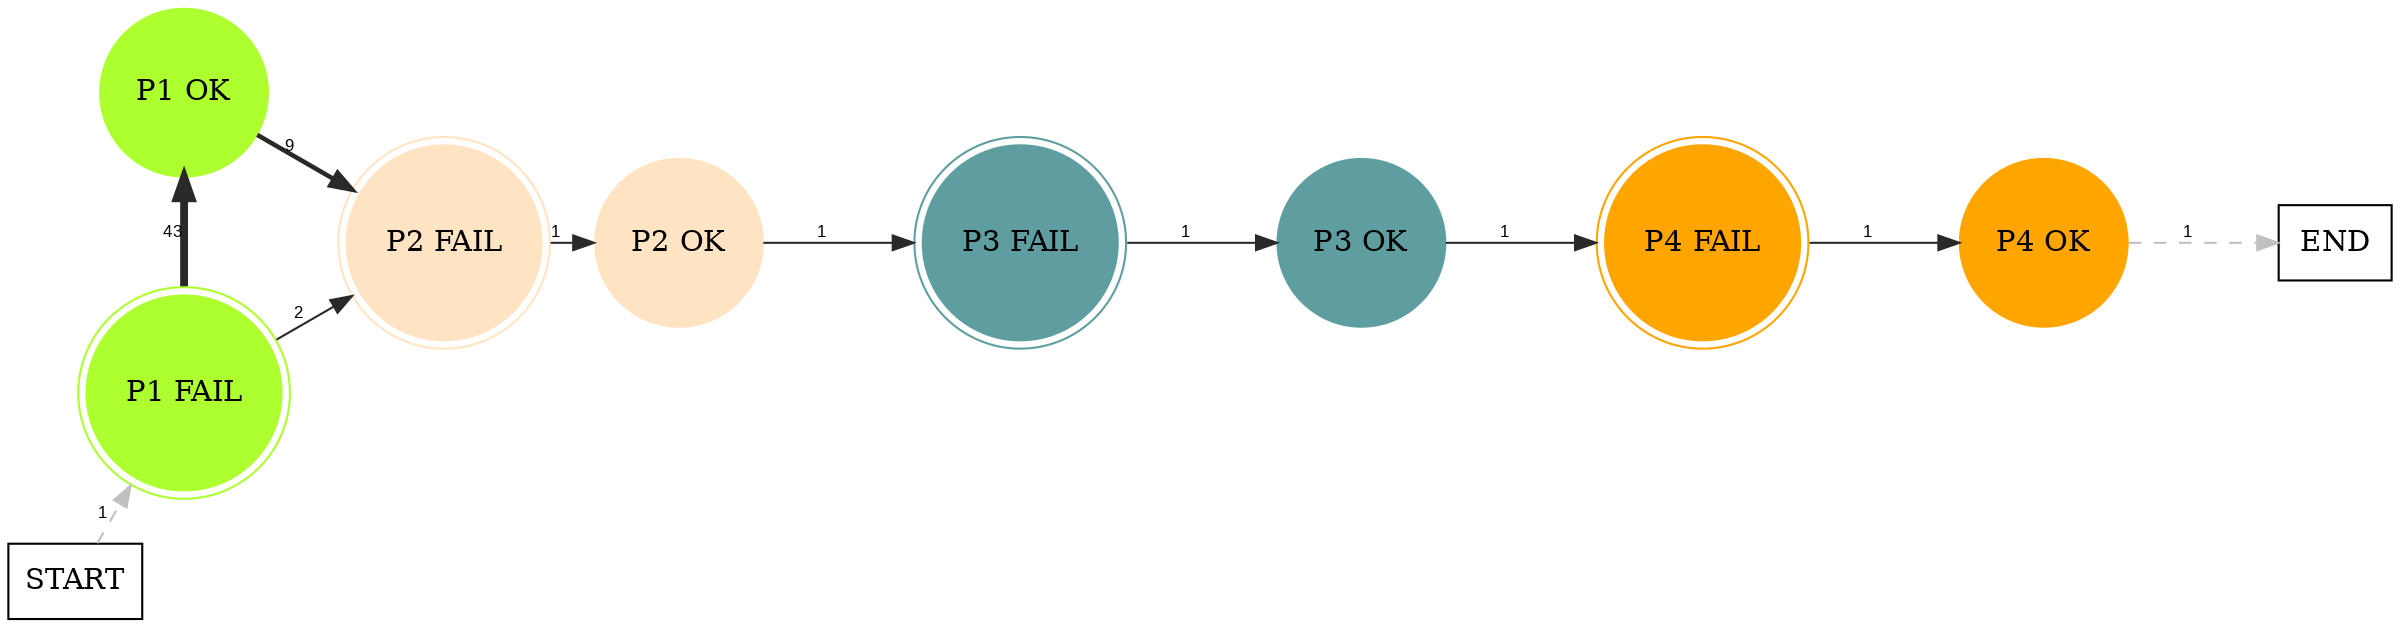 P1 OK
9
43
P2 FAIL
1
P2 OK
1
P3 FAIL
1
P3 OK
1
P4 FAIL
1
P4 OK
1
END
2
P1 FAIL
1
START